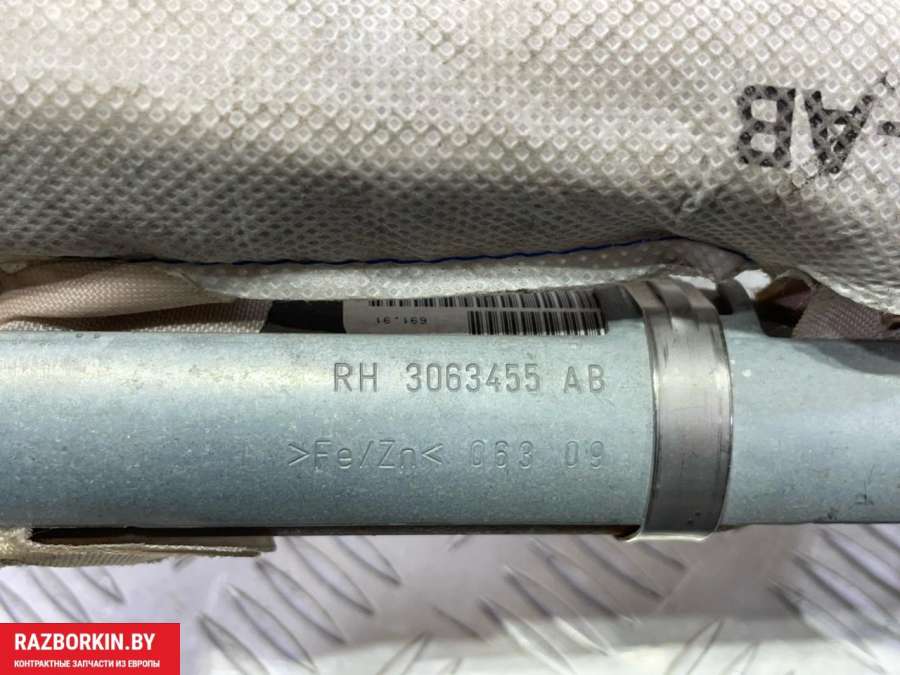 -AB
691.91
RH 3063455 AB
>Fe/Zn< 063 09
RAZBORKIN.BY
КОНТРАКТНЫЕ ЗАПЧАСТИ ИЗ ЕВРОПЫ